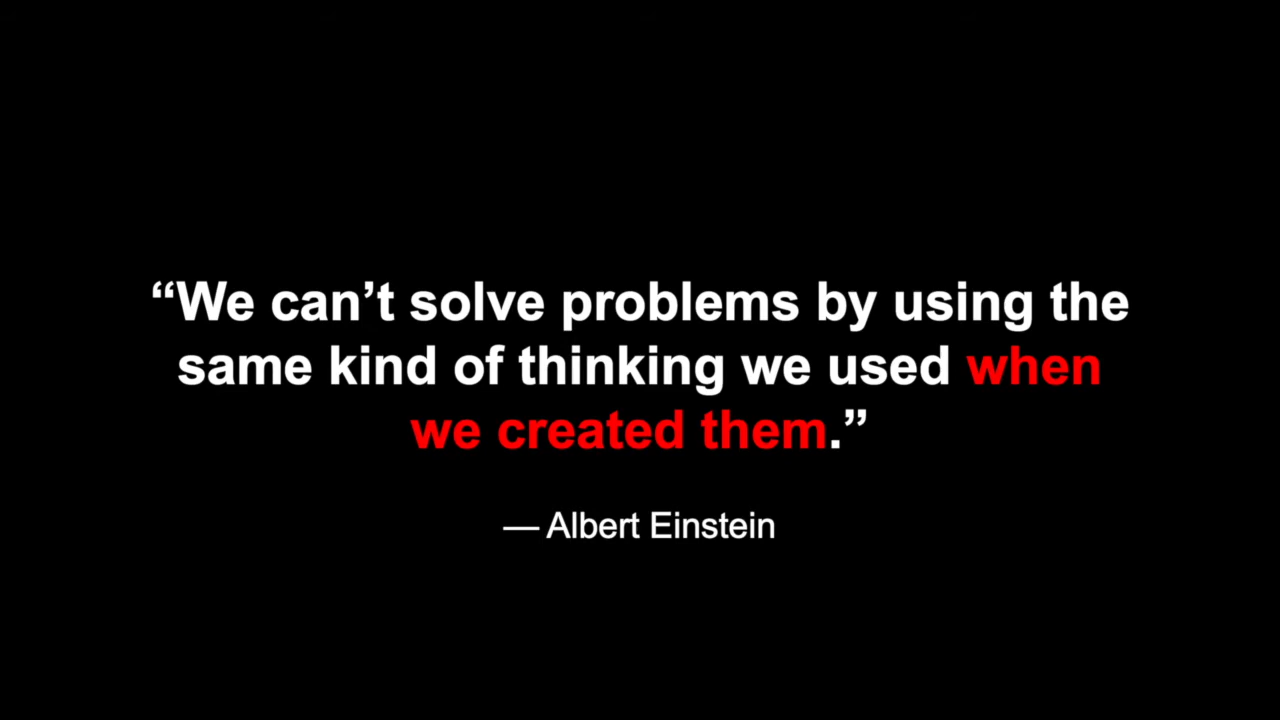 “We can’t solve problems by using the
same kind of thinking we used when
we created them.”
— Albert Einstein